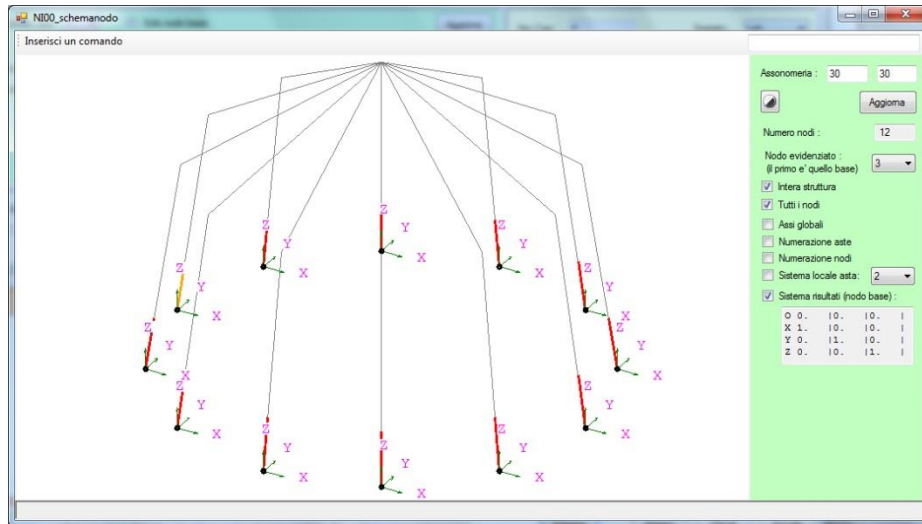 NI00_schemanodo
Inserisci un comando
Assonometria : 30 30
Aggiorna
Numero nodi : 12
Nodo evidenziato :
(il primo e' quello base) 3
Intera struttura
Tutti i nodi
Assi globali
Numerazione aste
Numerazione nodi
Sistema locale asta: 2
Sistema risultati (nodo base) :
O 0. |0. |0. |
X 1. |0. |0. |
Y 0. |1. |0. |
Z 0. |0. |1. |
Z Y X
Z Y X
Z Y X
Z Y X
Z Y X
Z Y X
Z Y X
Z Y X
Z Y X
Z Y X
Z Y X
Z Y X